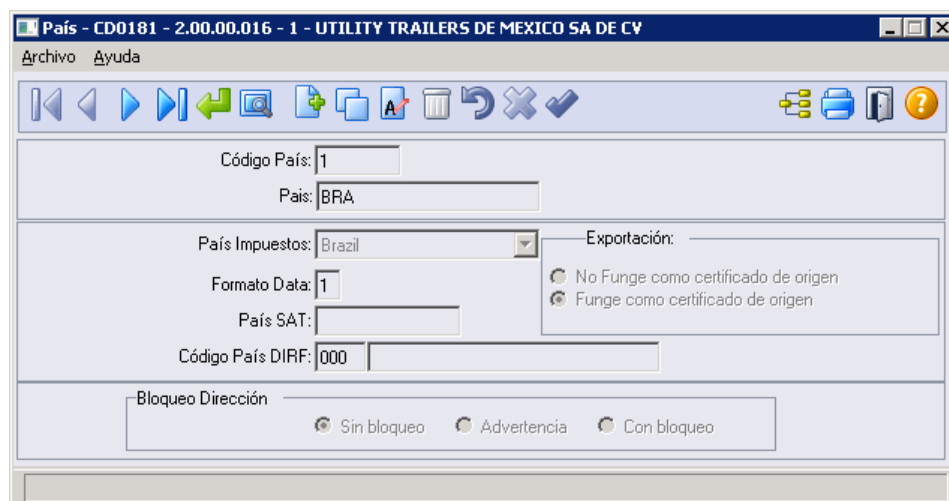 País - CD0181 - 2.00.00.016 - 1 - UTILITY TRAILERS DE MEXICO SA DE CV
Archivo Ayuda
Código País: 1
Pais: BRA
País Impuestos: Brazil
Exportación:
No Funge como certificado de origen
Formato Data: 1
Funge como certificado de origen
País SAT:
Código País DIRF: 000
Bloqueo Dirección
Sin bloqueo Advertencia Con bloqueo